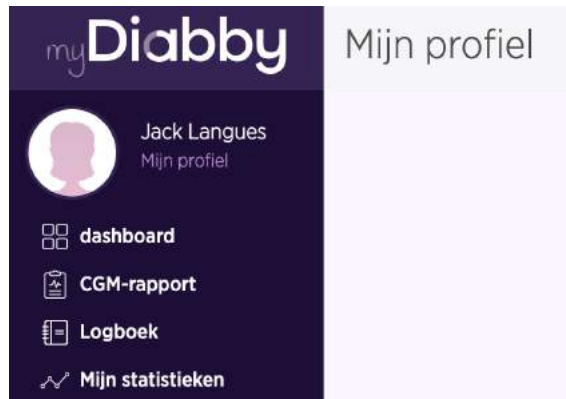 myDiabby
Mijn profiel
Jack Langues
Mijn profiel
dashboard
CGM-rapport
Logboek
Mijn statistieken